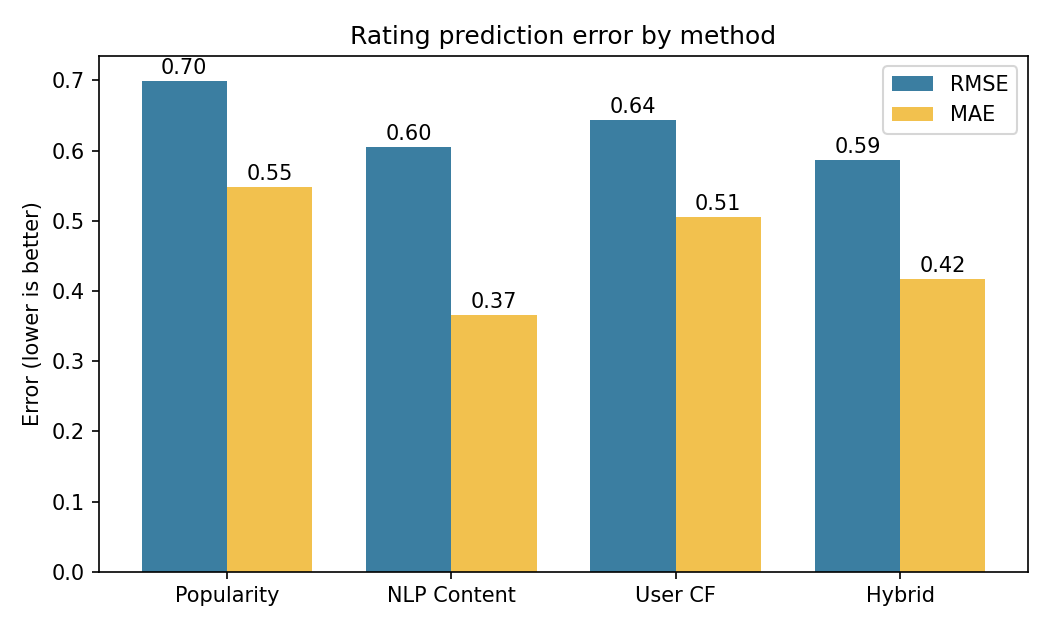 Rating prediction error by method
Error (lower is better)
0.7
0.6
0.5
0.4
0.3
0.2
0.1
0.0
0.70
0.55
0.60
0.37
0.64
0.51
0.59
0.42
RMSE
MAE
Popularity
NLP Content
User CF
Hybrid